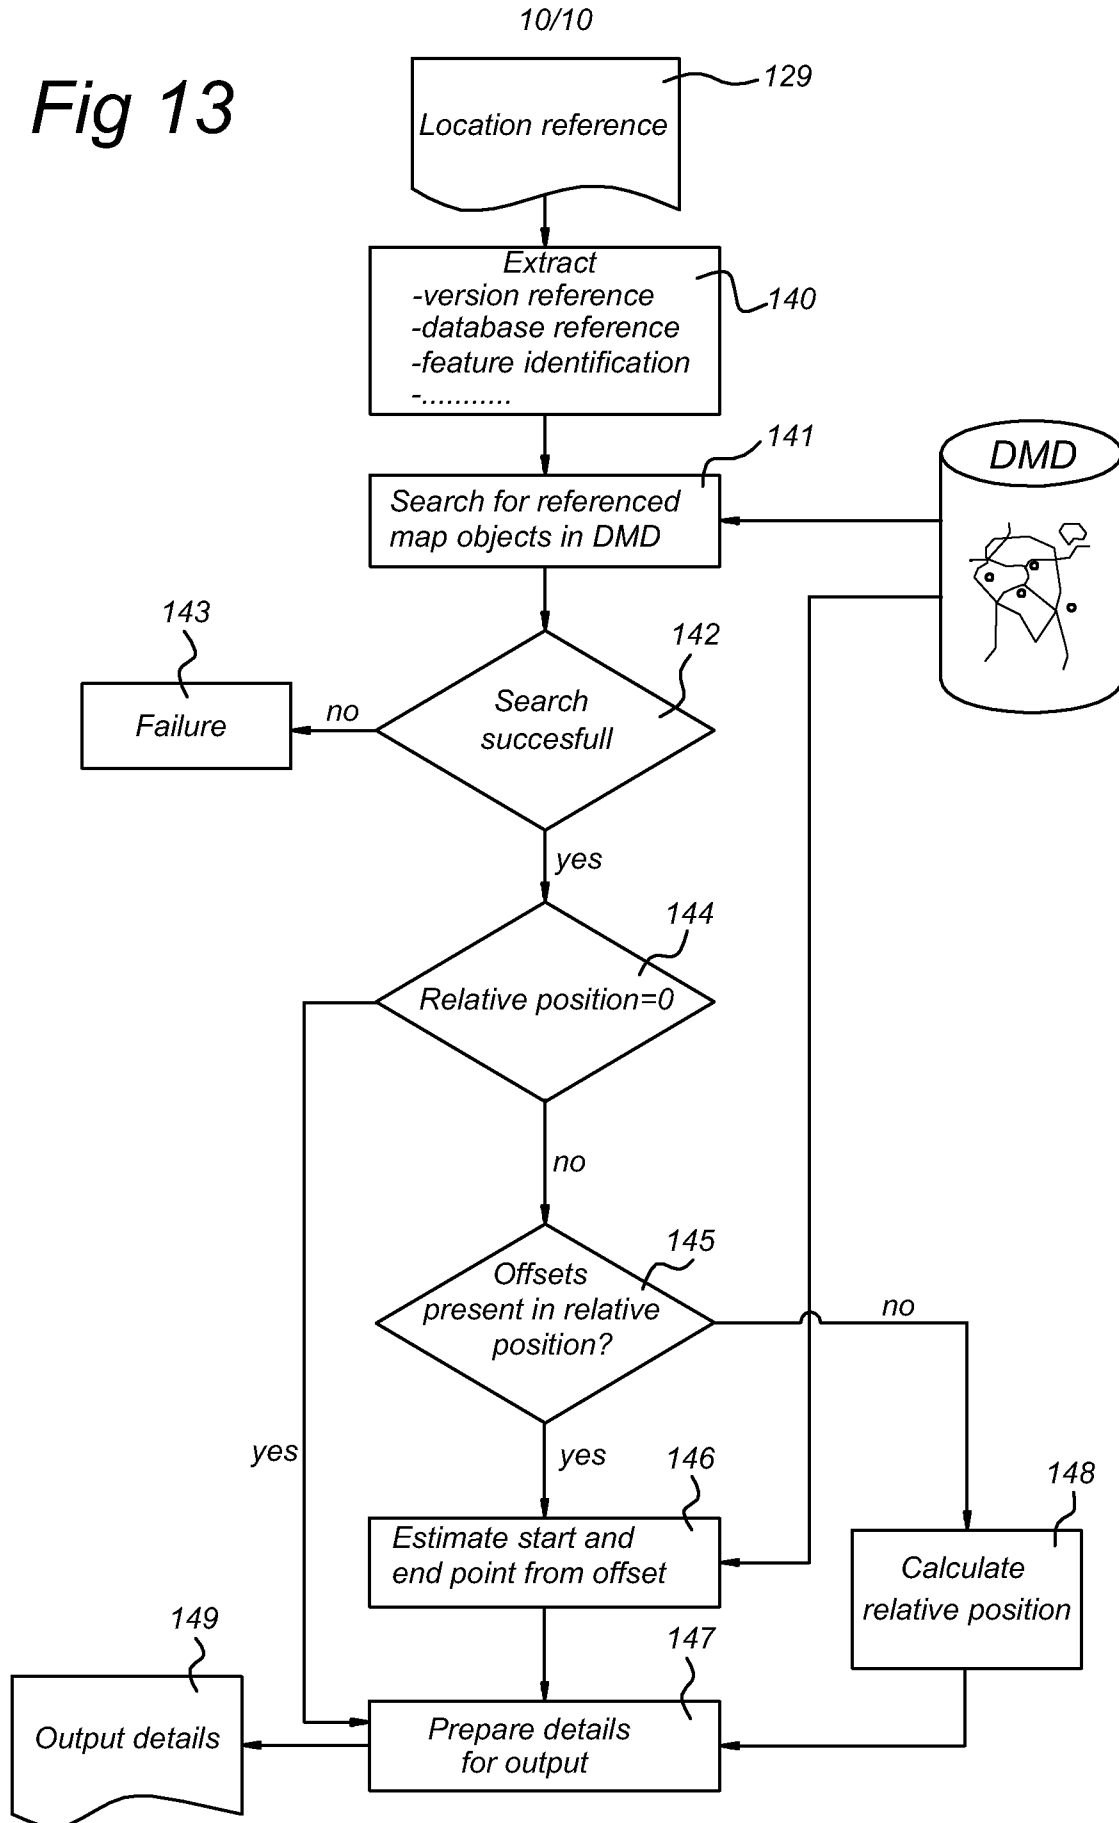 10/10
Fig 13
129
Location reference
Extract
-version reference
-database reference
-feature identification
-...........
140
141
Search for referenced
map objects in DMD
DMD
143
Failure
no
142
Search
succesfull
yes
144
Relative position=0
no
145
Offsets
present in relative
position?
no
yes
yes
146
Estimate start and
end point from offset
148
Calculate
relative position
149
Output details
147
Prepare details
for output